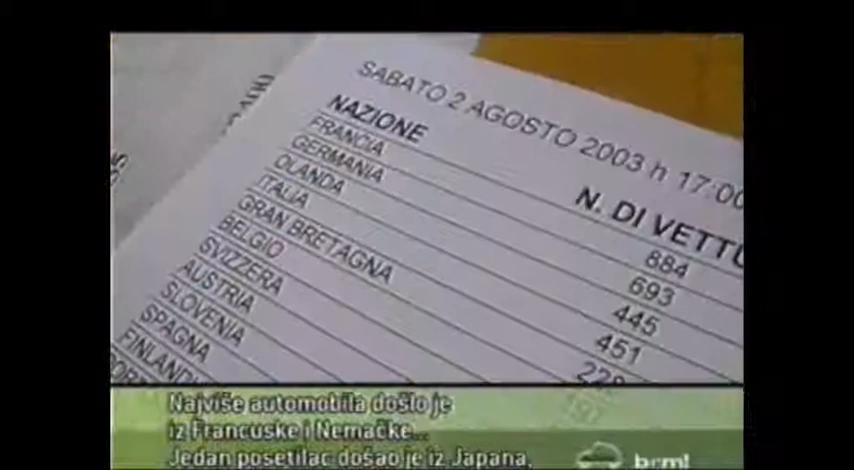 SABATO 2 AGOSTO 2003 h 17:00
NAZIONE N. DI VETTU
FRANCIA 884
GERMANIA 693
OLANDA 445
ITALIA 451
GRAN BRETAGNA
BELGIO
SVIZZERA
AUSTRIA
SLOVENIA
SPAGNA
FINLANDI
Najviše automobila došlo je
iz Francuske i Nemačke...
Jedan posetilac došao je iz Japana,